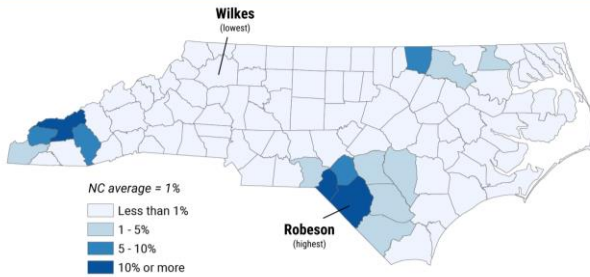 Wilkes
(lowest)
NC average = 1%
Less than 1%
1 - 5%
5 - 10%
10% or more
Robeson
(highest)